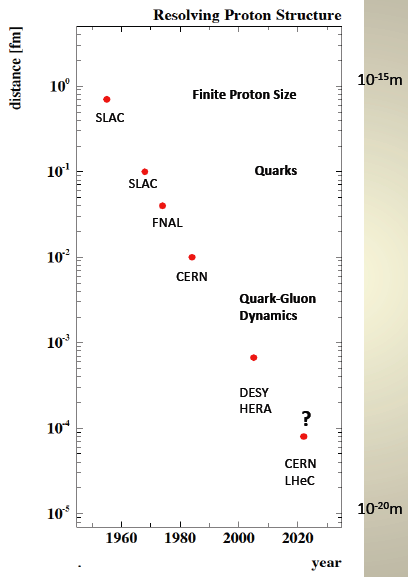 Resolving Proton Structure
distance [fm]
10⁰
10⁻¹⁵m
Finite Proton Size
SLAC
10⁻¹
Quarks
SLAC
FNAL
10⁻²
CERN
Quark-Gluon
Dynamics
10⁻³
DESY
HERA
?
10⁻⁴
CERN
LHeC
10⁻⁵
10⁻²⁰m
1960 1980 2000 2020
year